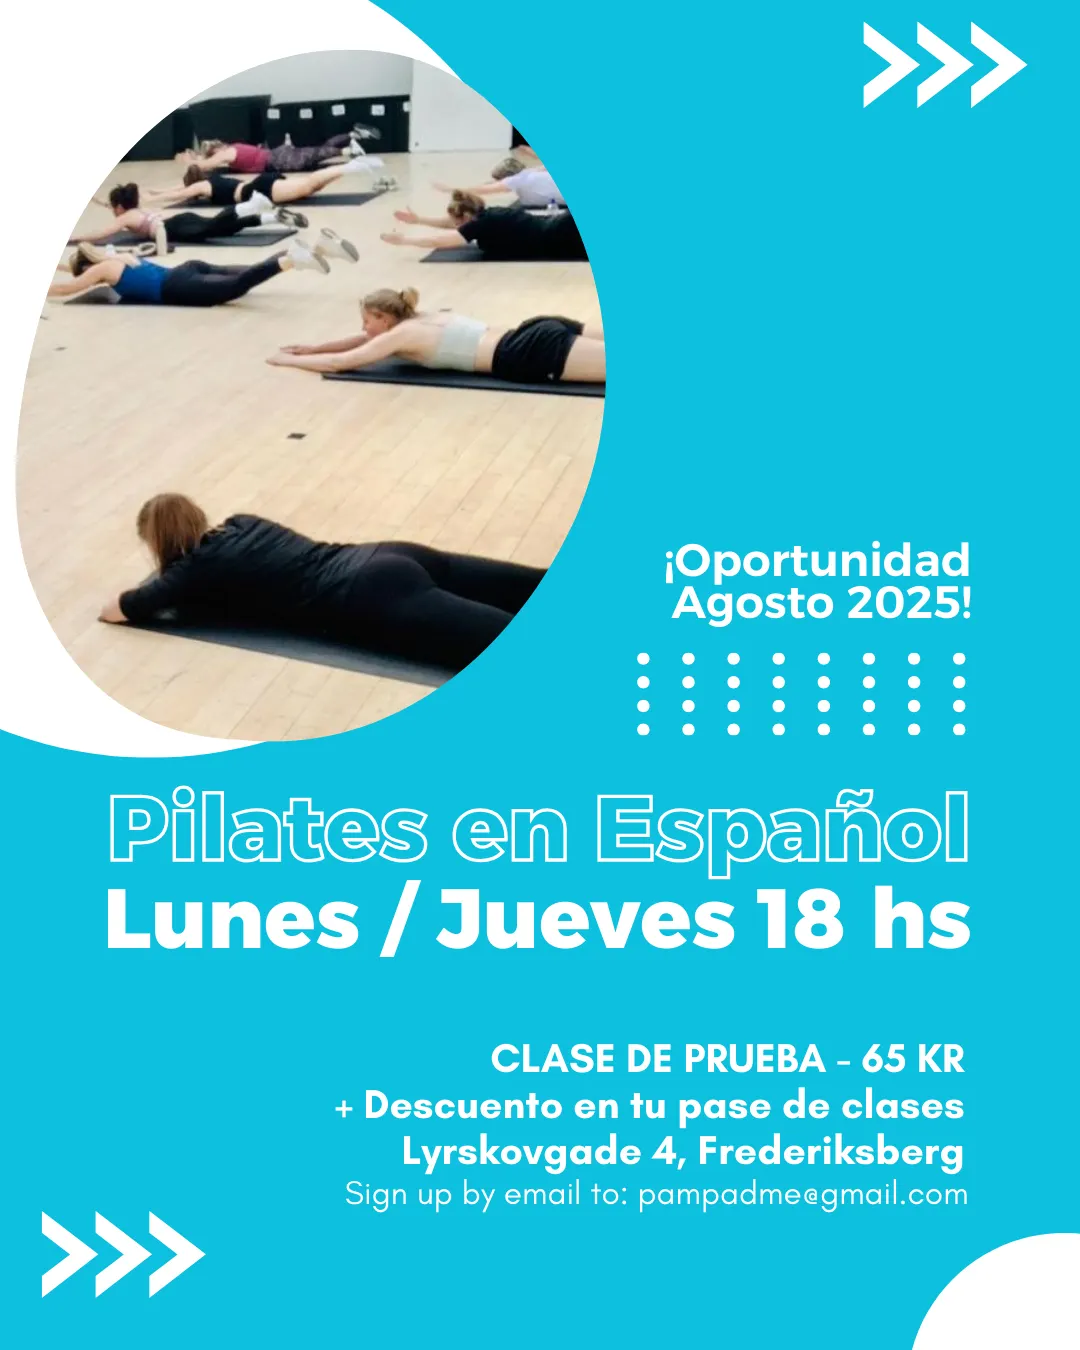 ¡Oportunidad
Agosto 2025!
Pilates en Español
Lunes / Jueves 18 hs
CLASE DE PRUEBA - 65 KR
+ Descuento en tu pase de clases
Lyrskovgade 4, Frederiksberg
Sign up by email to: pampadme@gmail.com